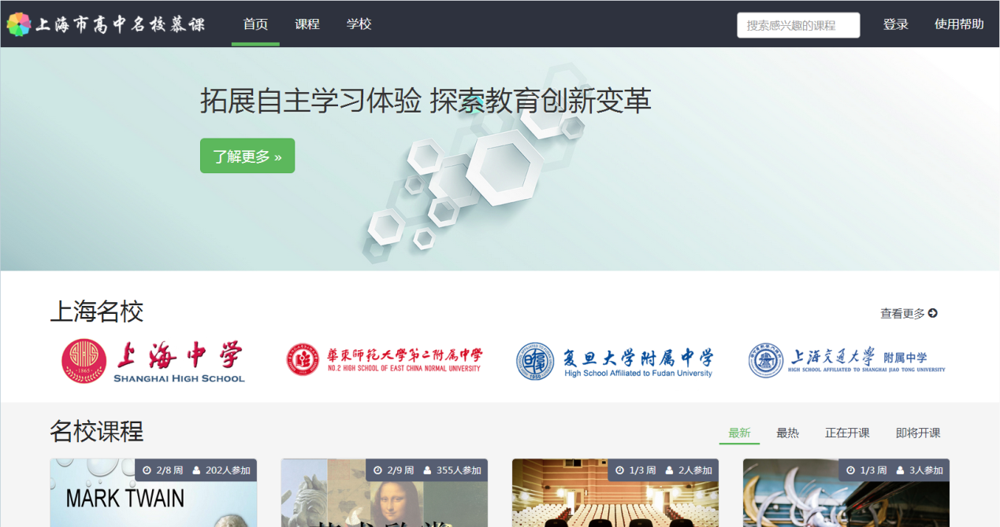 上海市高中名校慕课 首页 课程 学校 搜索感兴趣的课程 登录 使用帮助
拓展自主学习体验 探索教育创新变革
了解更多 »
上海名校 查看更多
上海中学 SHANGHAI HIGH SCHOOL
·1865·
華東師範大學第二附属中學
NO.2 HIGH SCHOOL OF EAST CHINA NORMAL UNIVERSITY
复旦大学附属中学
High School Affiliated to Fudan University
1950
上海交通大学 附属中学
HIGH SCHOOL AFFILIATED TO SHANGHAI JIAO TONG UNIVERSITY
名校课程 最新 最热 正在开课 即将开课
2/8 周 202人参加
MARK TWAIN
2/9 周 355人参加
1/3 周 2人参加
1/3 周 3人参加